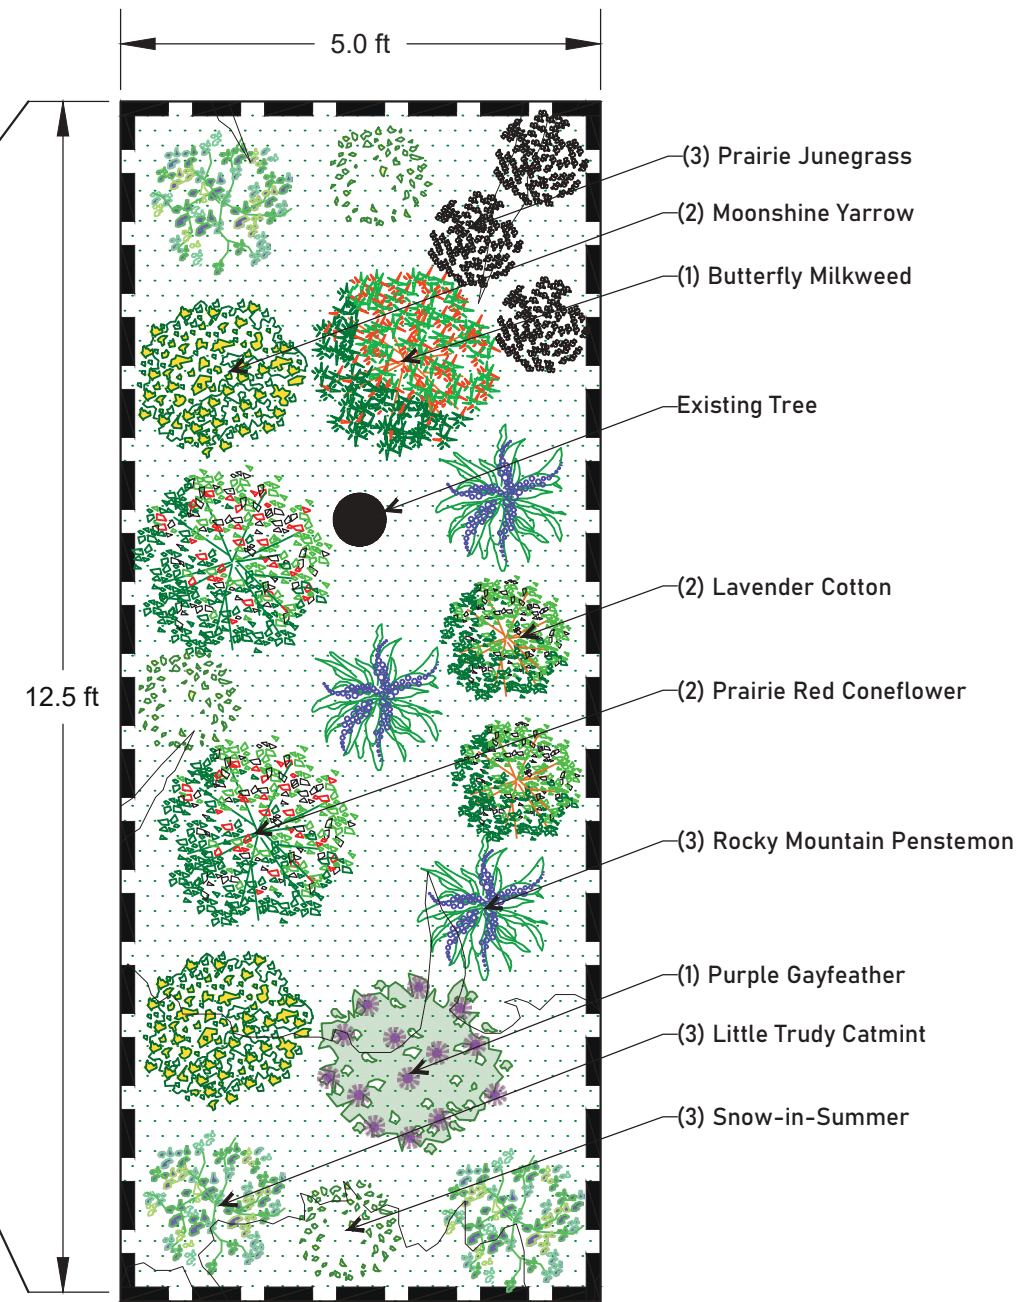 5.0 ft
(3) Prairie Junegrass
(2) Moonshine Yarrow
(1) Butterfly Milkweed
Existing Tree
(2) Lavender Cotton
12.5 ft
(2) Prairie Red Coneflower
(3) Rocky Mountain Penstemon
(1) Purple Gayfeather
(3) Little Trudy Catmint
(3) Snow-in-Summer